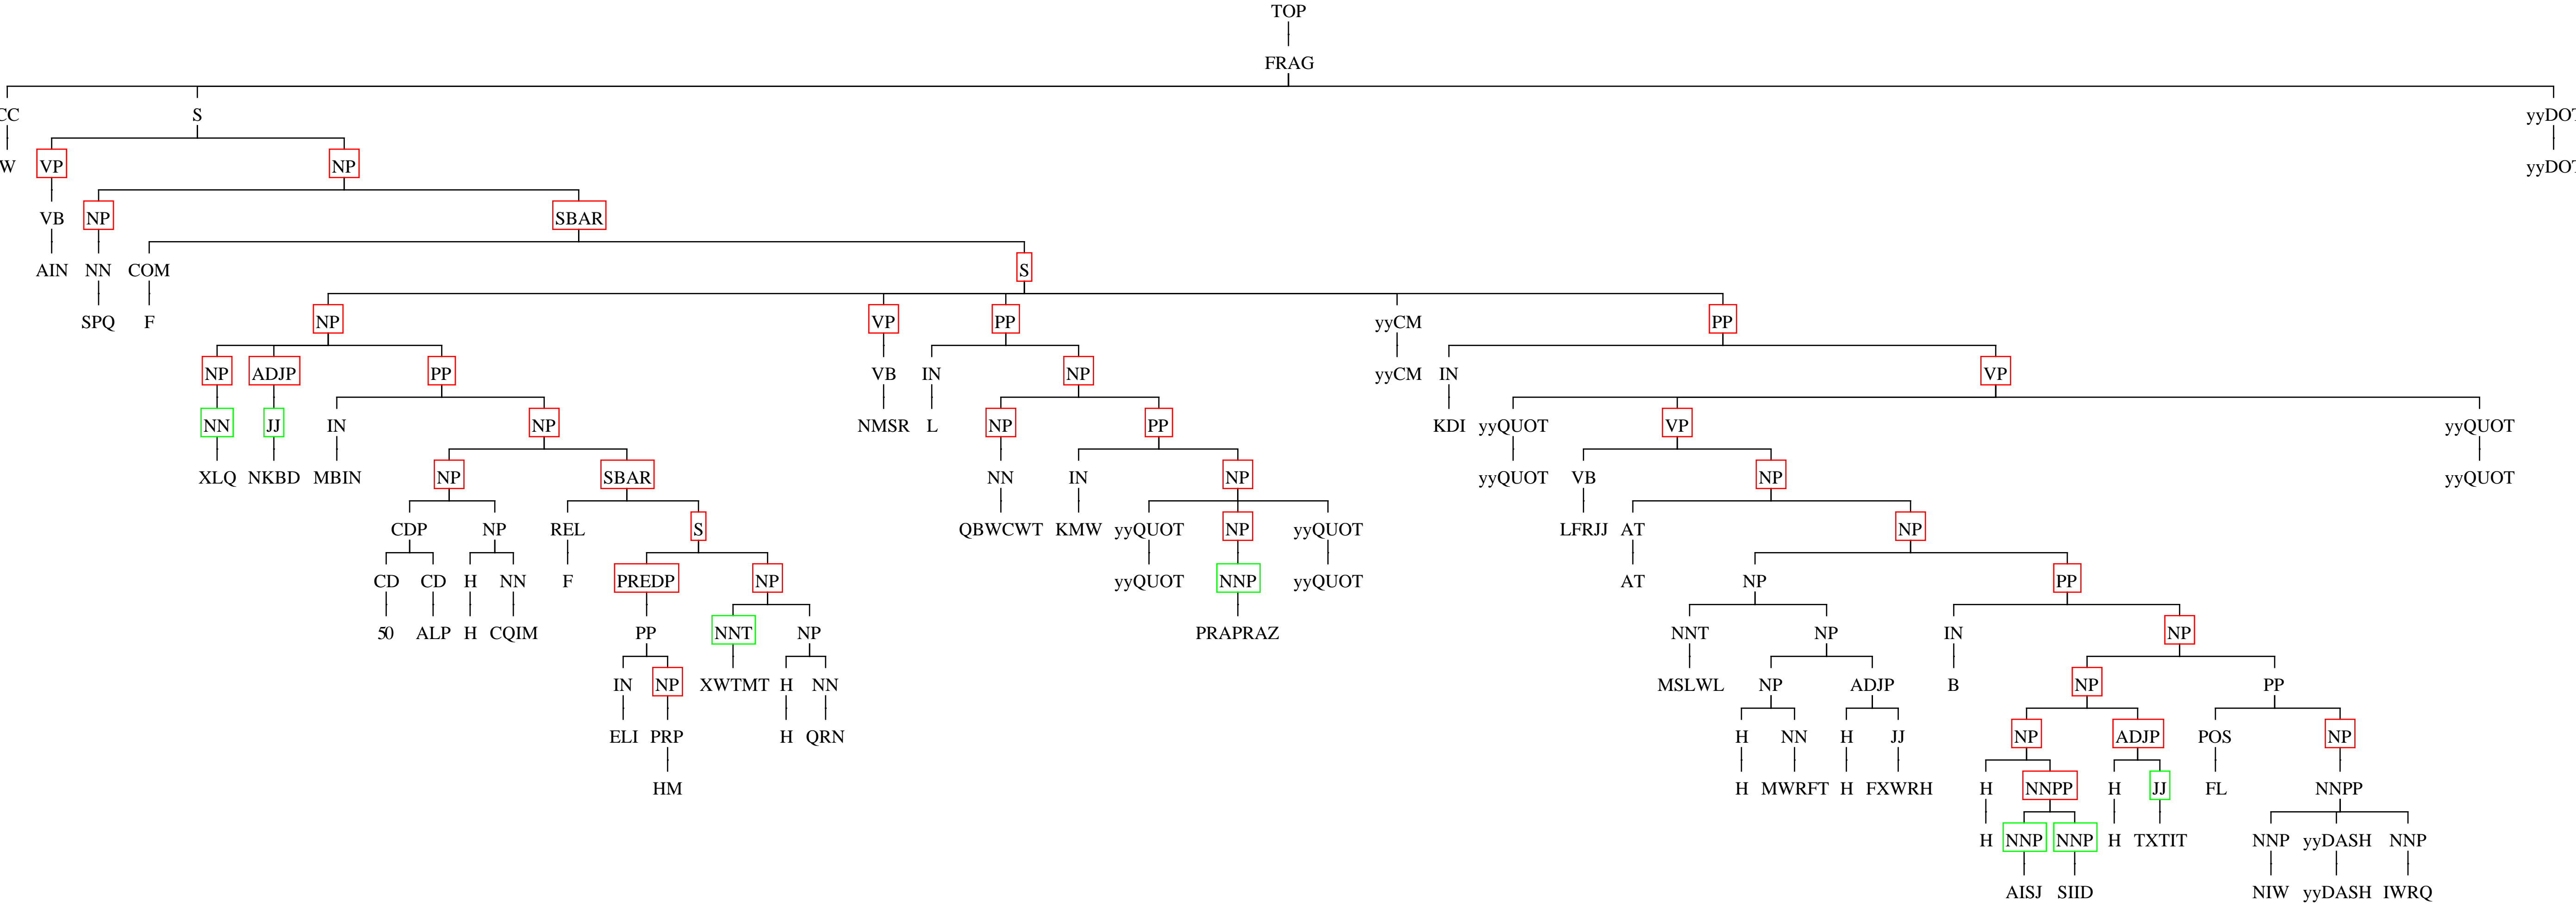 TOP
FRAG
CC S yyDOT
W VP NP yyDOT
VB NP SBAR
AIN NN COM S
SPQ F NP VP PP yyCM PP
NP ADJP PP VB IN NP yyCM IN VP
NN JJ IN NP NMSR L NP PP KDI yyQUOT VP yyQUOT
XLQ NKBD MBIN NP SBAR NN IN NP yyQUOT VB NP yyQUOT
CDP NP REL S QBWCWT KMW yyQUOT NP yyQUOT LFRJJ AT NP
CD CD H NN F PREDP NP yyQUOT NNP yyQUOT AT NP PP
50 ALP H CQIM PP NNT NP PRAPRAZ NNT NP IN NP
IN NP XWTMT H NN MSLWL NP ADJP B NP PP
ELI PRP H QRN H NN H JJ NP ADJP POS NP
HM H MWRFT H FXWRH H NNPP H JJ FL NNPP
H NNP NNP H TXTIT NNP yyDASH NNP
AISJ SIID NIW yyDASH IWRQ